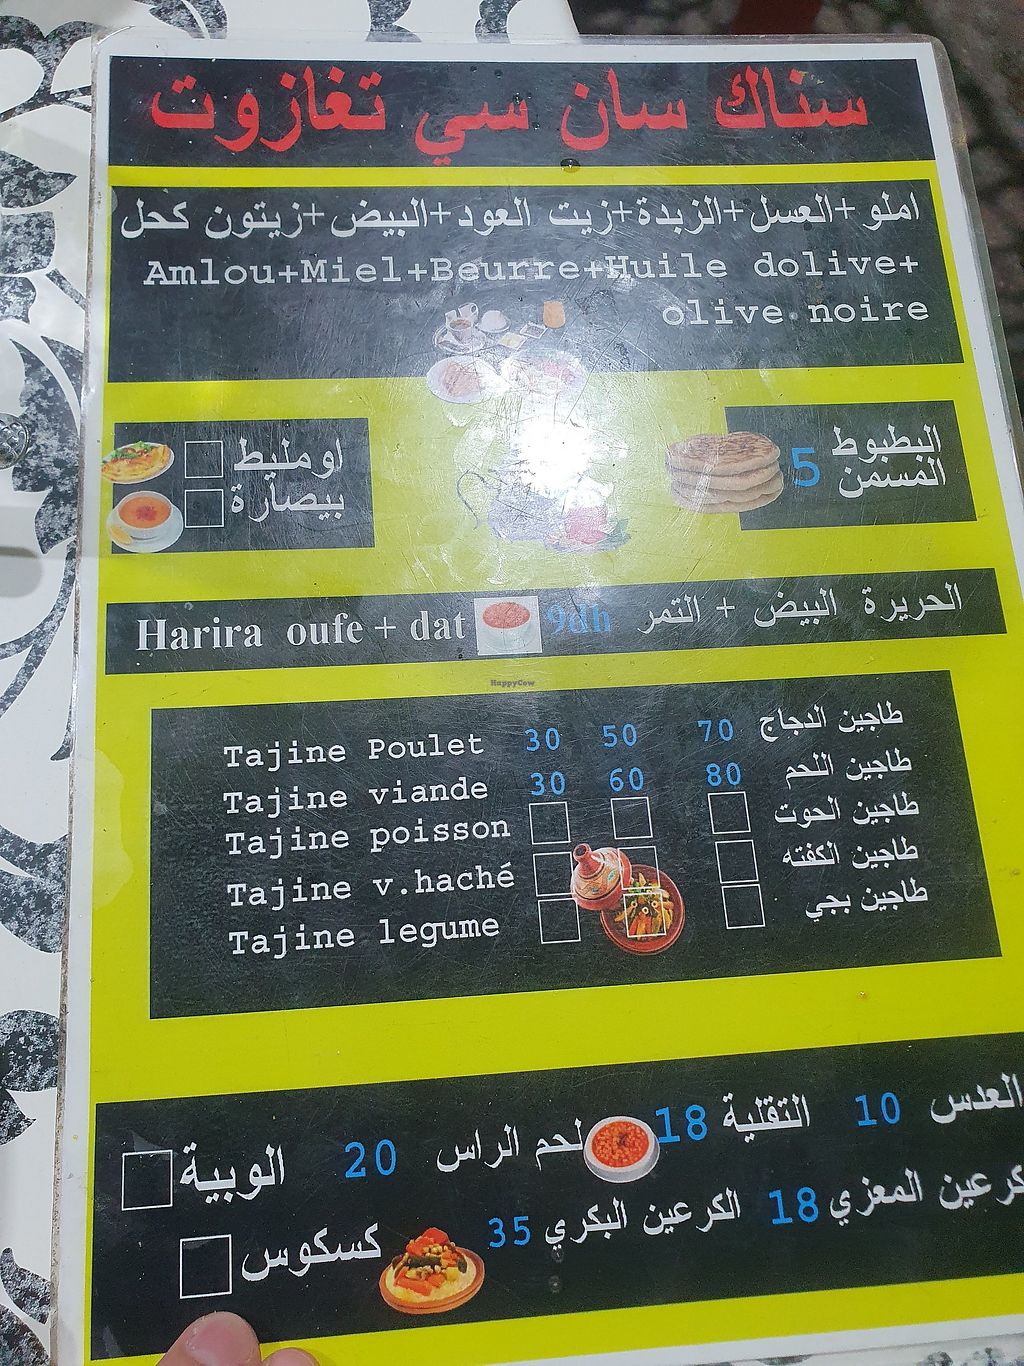 سناك سان سي تغازوت
املو+العسل+الزبدة+زيت العود+البيض+زيتون كحل
Amlou+Miel+Beurre+Huile dolive+
olive noire
اومليط
بيصارة
البطبوط
المسمن
5
Harira oufe + dat 9dh الحريرة البيض + التمر
HappyCow
Tajine Poulet 30 50 70 طاجين الدجاج
Tajine viande 30 60 80 طاجين اللحم
Tajine poisson طاجين الحوت
Tajine v.haché طاجين الكفته
Tajine legume طاجين بجي
العدس 10 التقلية 18 لحم الراس 20 الوبية
كرعين المعزي 18 الكرعين البكري 35 كسكوس